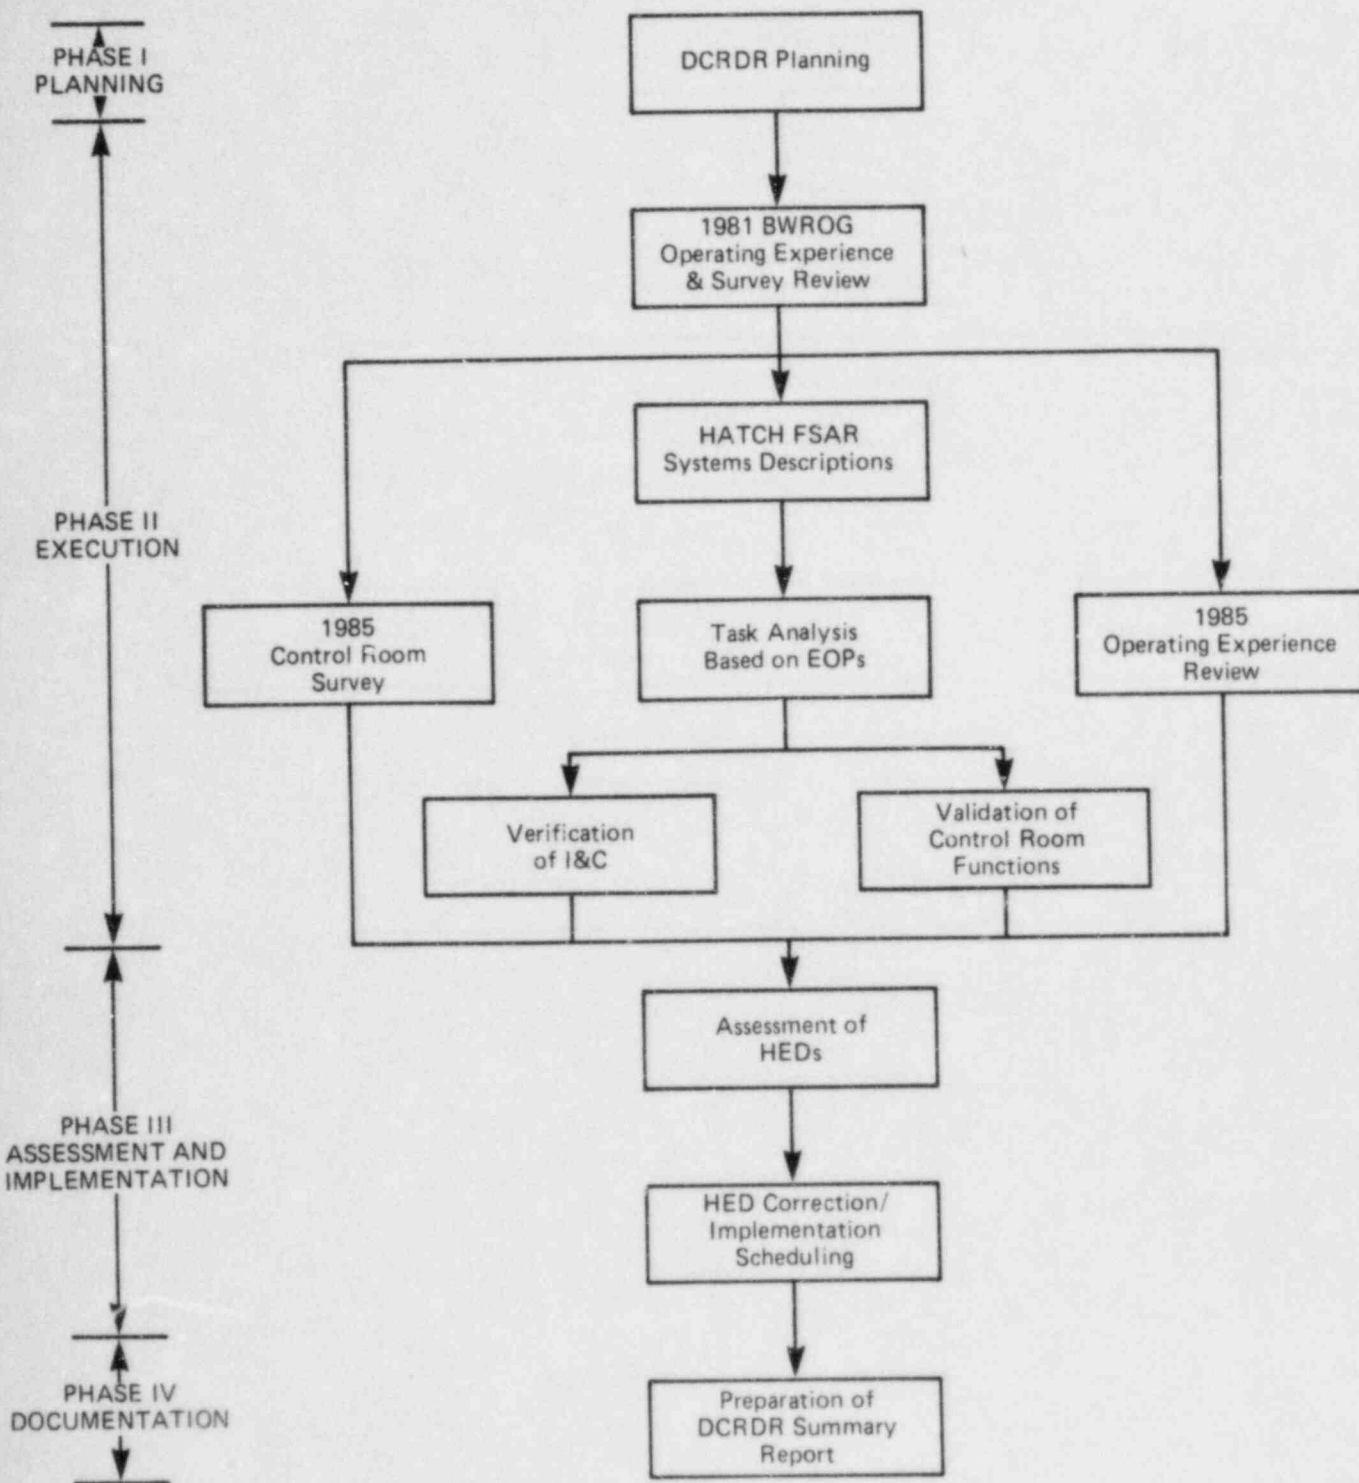 PHASE I
PLANNING
DCRDR Planning
1981 BWROG
Operating Experience
& Survey Review
HATCH FSAR
Systems Descriptions
PHASE II
EXECUTION
1985
Control Room
Survey
Task Analysis
Based on EOPs
1985
Operating Experience
Review
Verification
of I&C
Validation of
Control Room
Functions
Assessment of
HEDs
PHASE III
ASSESSMENT AND
IMPLEMENTATION
HED Correction/
Implementation
Scheduling
PHASE IV
DOCUMENTATION
Preparation of
DCRDR Summary
Report